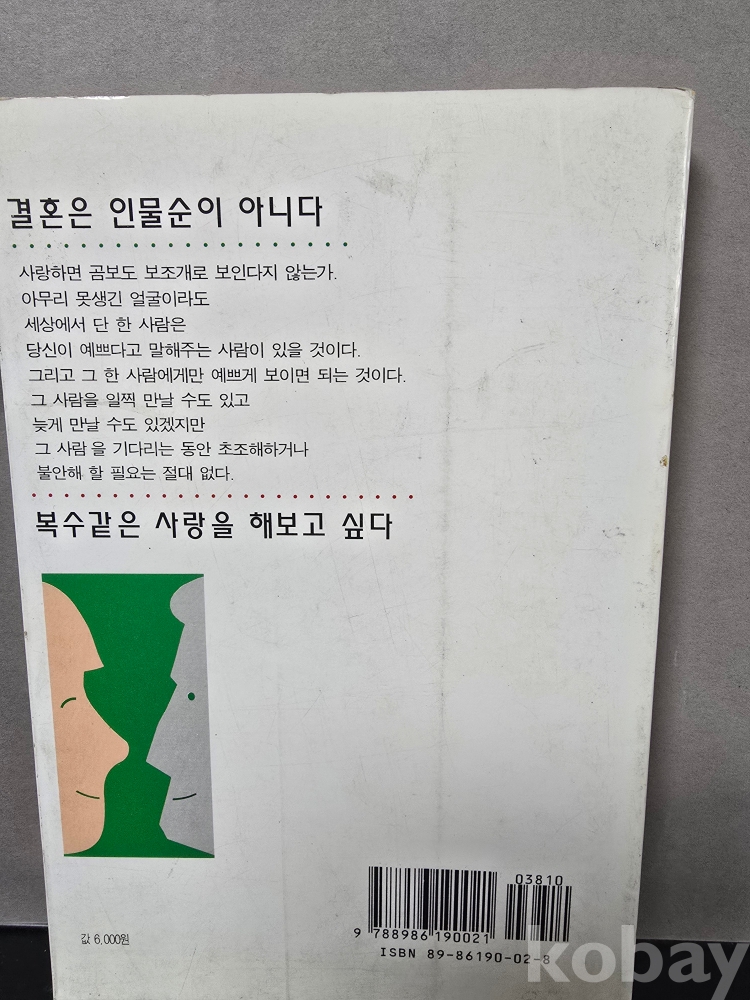 결혼은 인물순이 아니다
사랑하면 곰보도 보조개로 보인다지 않는가.
아무리 못생긴 얼굴이라도
세상에서 단 한 사람은
당신이 예쁘다고 말해주는 사람이 있을 것이다.
그리고 그 한 사람에게만 예쁘게 보이면 되는 것이다.
그 사람을 일찍 만날 수도 있고
늦게 만날 수도 있겠지만
그 사람을 기다리는 동안 초조해하거나
불안해 할 필요는 절대 없다.
복수같은 사랑을 해보고 싶다
03810
9 788986 190021
ISBN 89-86190-02-8
값 6,000원
kobay